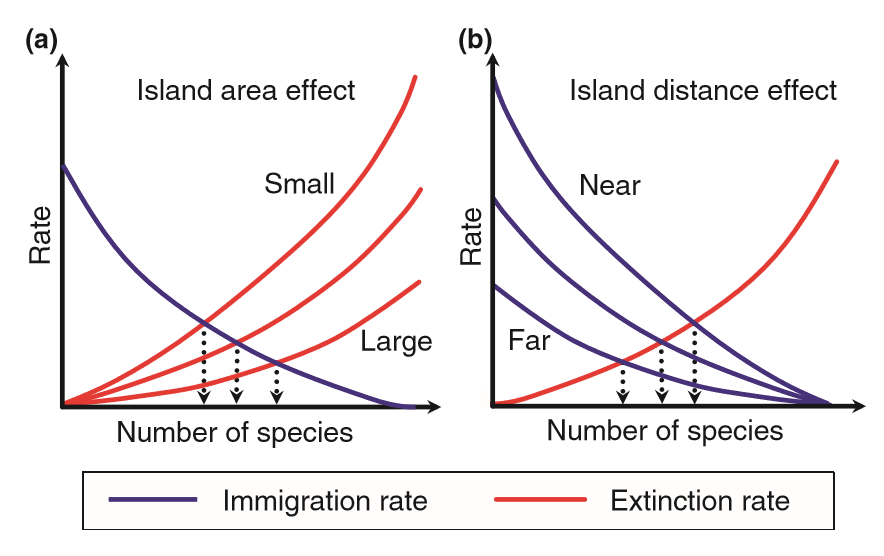 (a)
Island area effect
Small
Large
Rate
Number of species
(b)
Island distance effect
Near
Far
Rate
Number of species
Immigration rate
Extinction rate